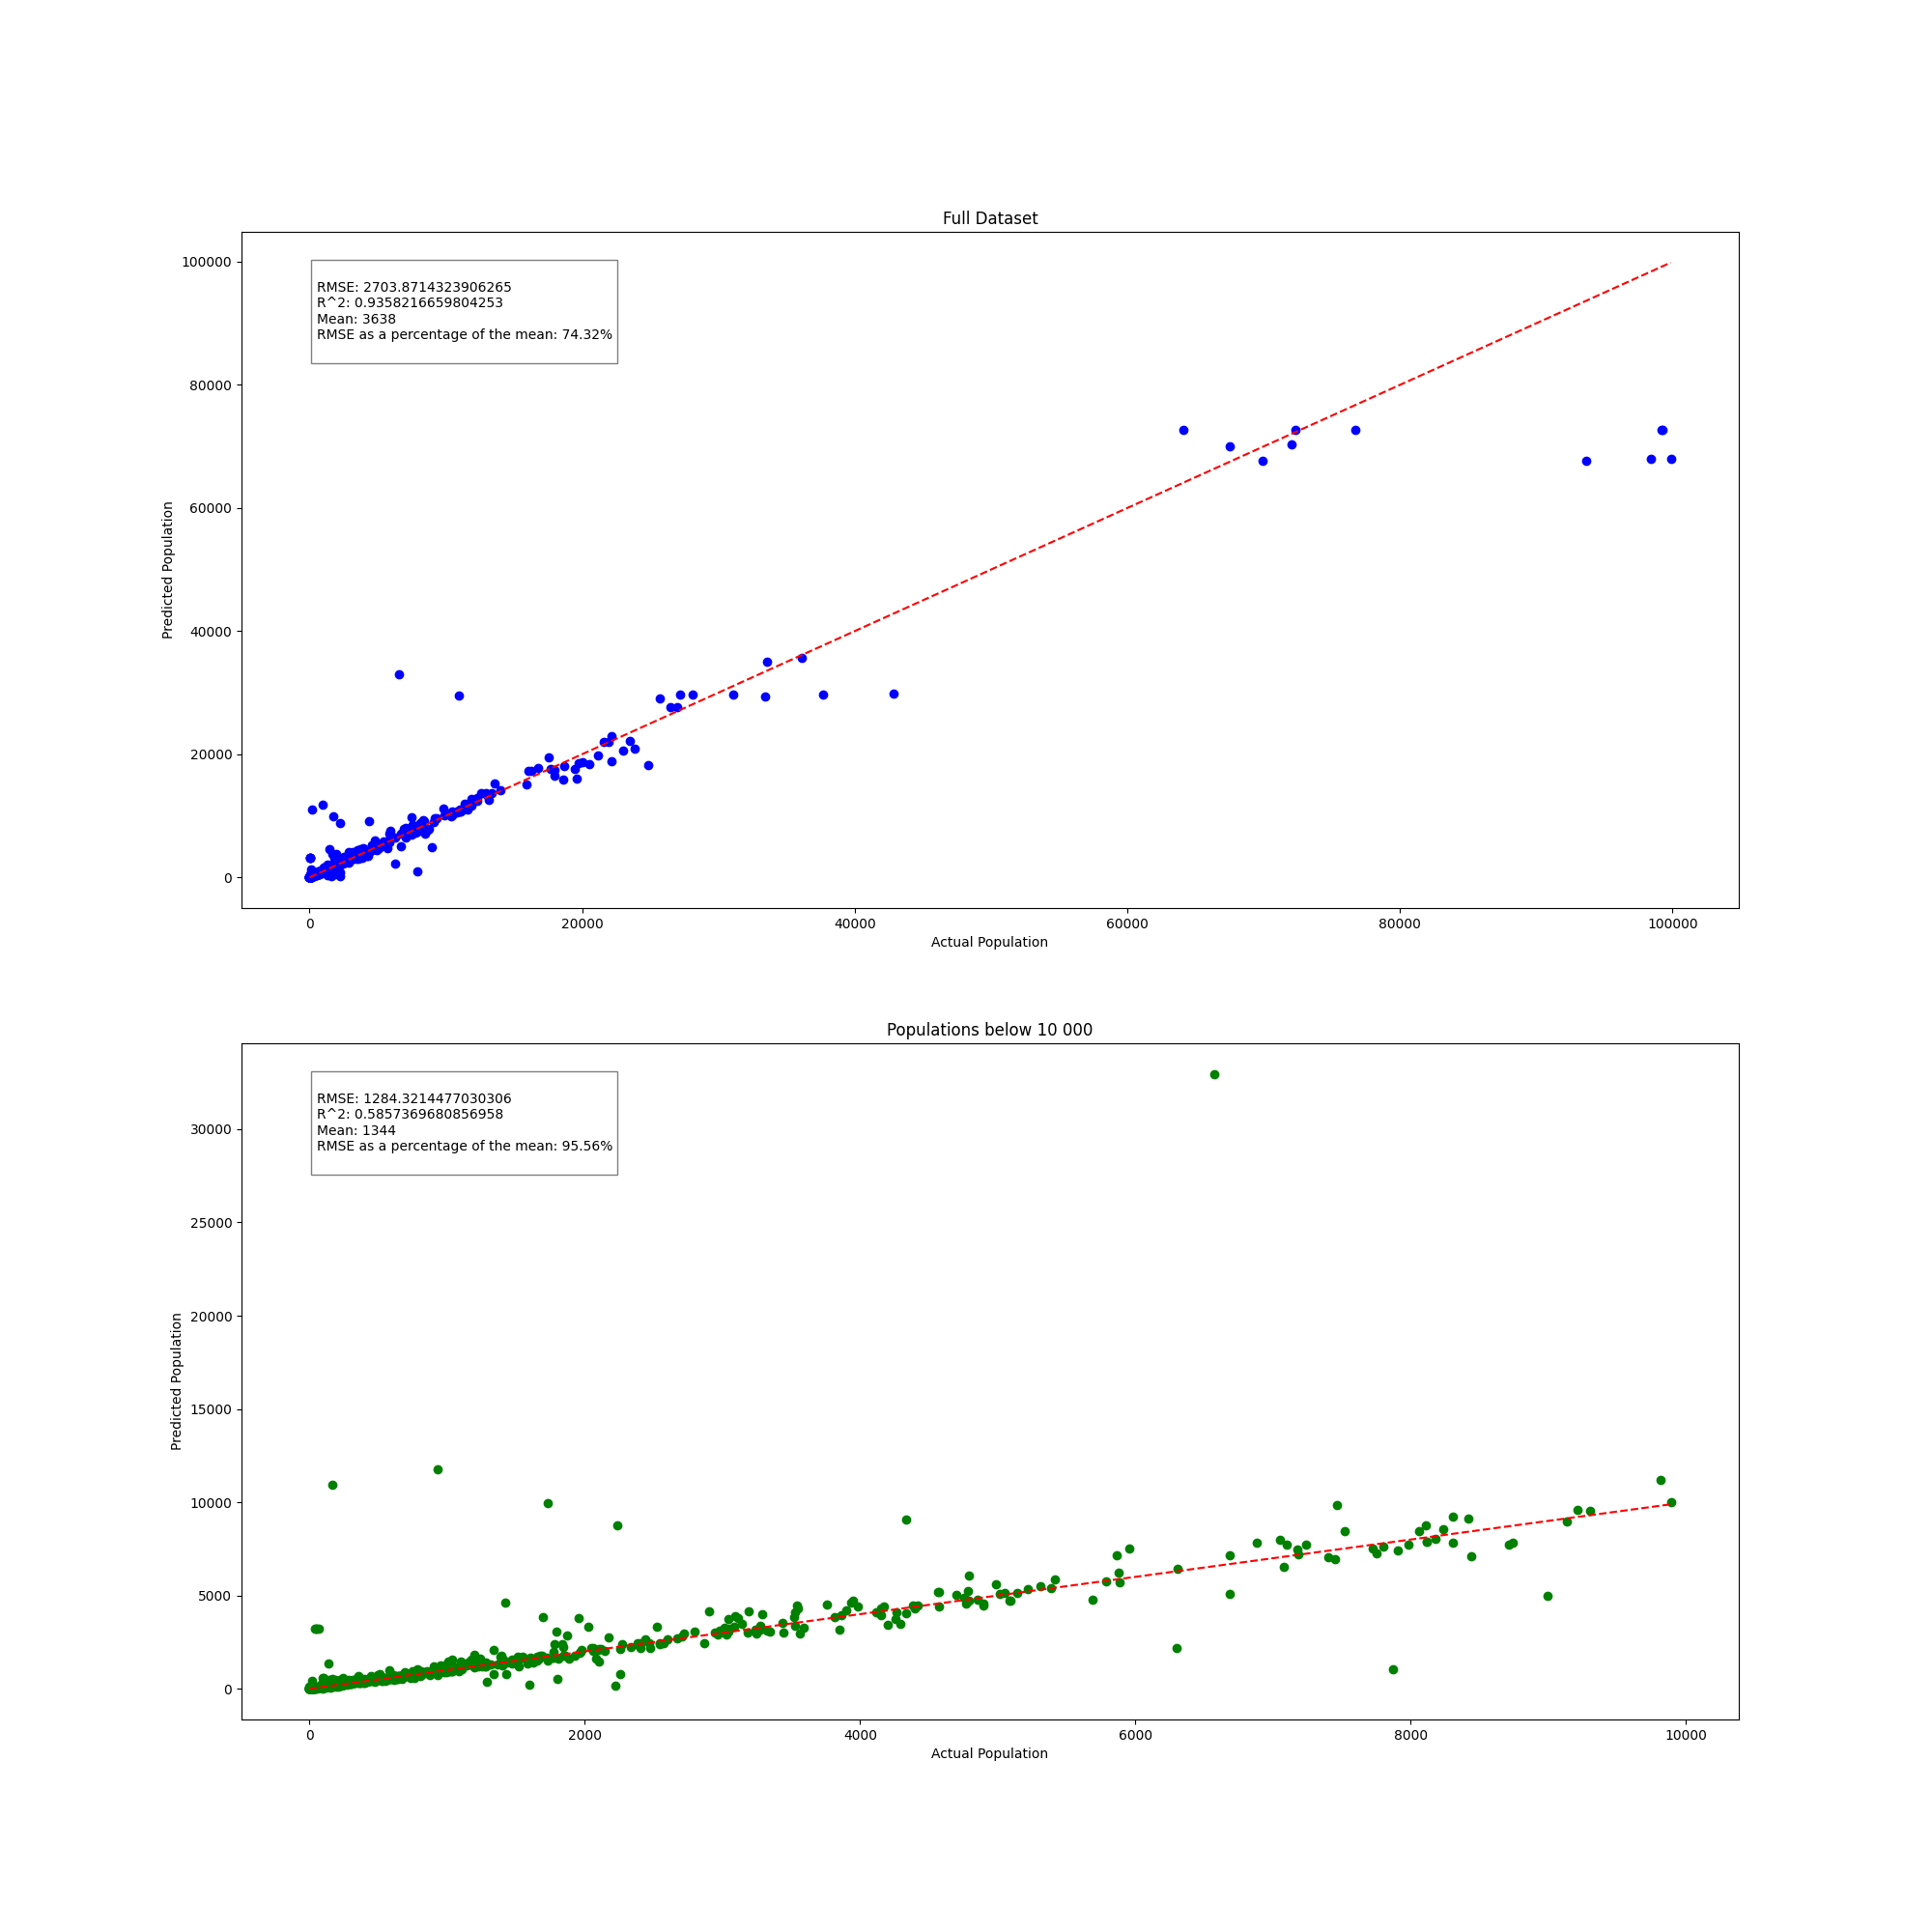 Full Dataset
100000
80000
60000
40000
20000
0
RMSE: 2703.8714323906265
R^2: 0.9358216659804253
Mean: 3638
RMSE as a percentage of the mean: 74.32%
Predicted Population
0 20000 40000 60000 80000 100000
Actual Population
Populations below 10 000
30000
25000
20000
15000
10000
5000
0
RMSE: 1284.3214477030306
R^2: 0.5857369680856958
Mean: 1344
RMSE as a percentage of the mean: 95.56%
Predicted Population
0 2000 4000 6000 8000 10000
Actual Population